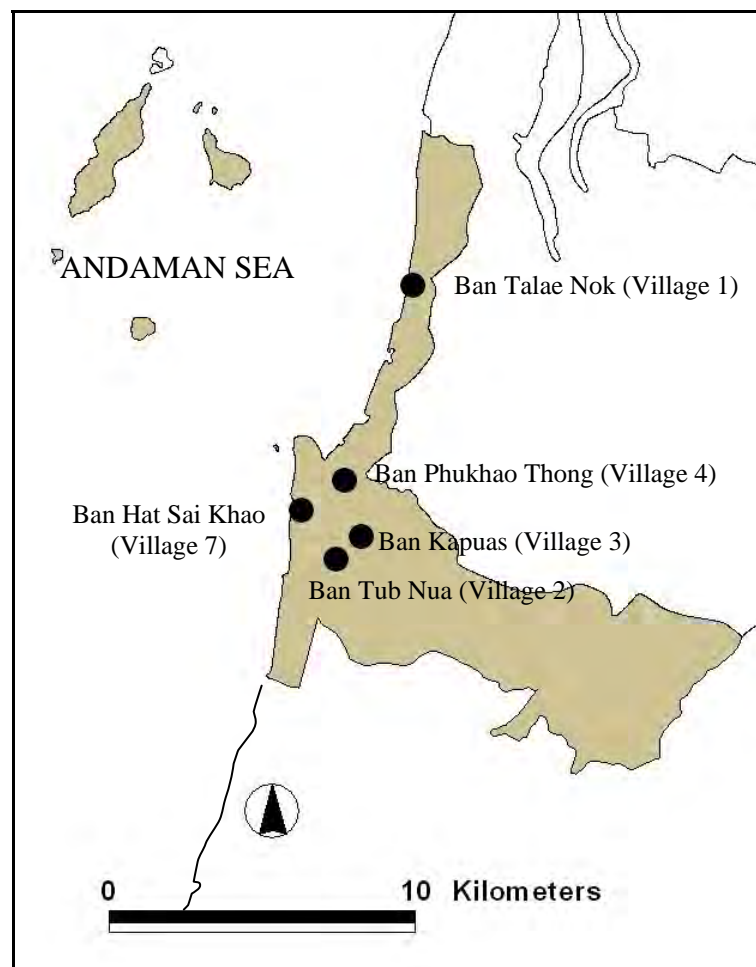 ANDAMAN SEA
Ban Talae Nok (Village 1)
Ban Phukhao Thong (Village 4)
Ban Hat Sai Khao
(Village 7)
Ban Kapuas (Village 3)
Ban Tub Nua (Village 2)
0 10 Kilometers